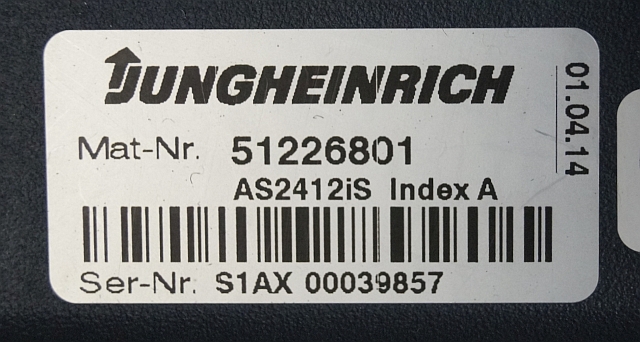 JUNGHEINRICH
Mat-Nr. 51226801
AS2412iS Index A
Ser-Nr. S1AX 00039857
01.04.14